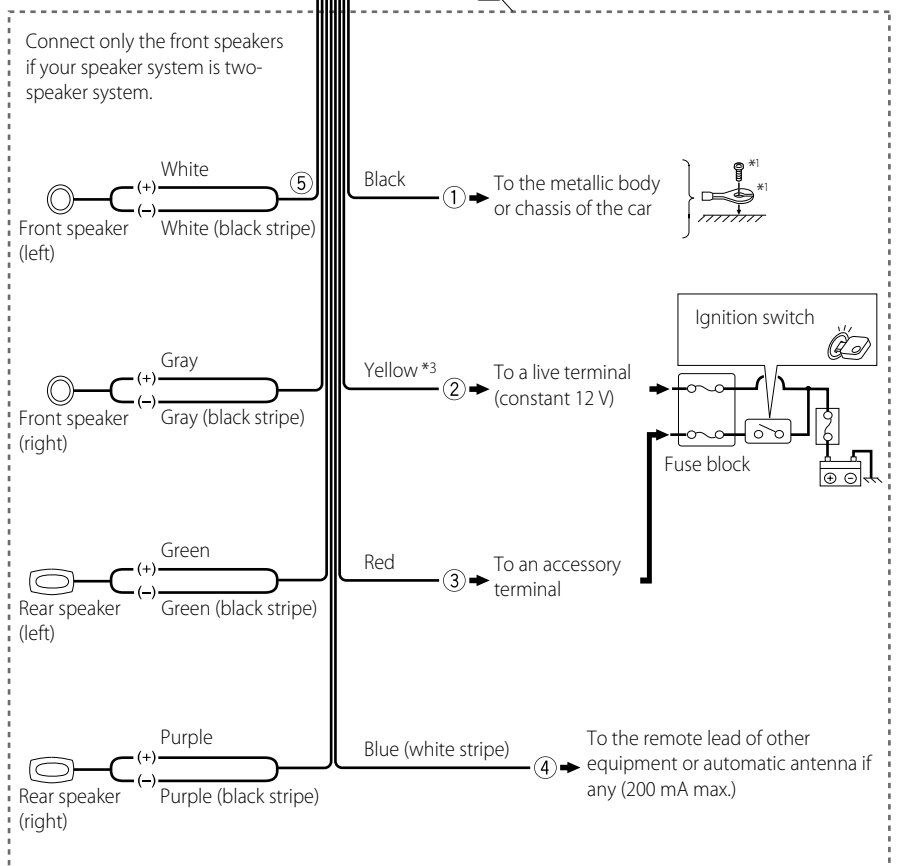 Connect only the front speakers
if your speaker system is two-
speaker system.
White
(+)
(−)
⑤
Front speaker
(left)
White (black stripe)
Black
①
To the metallic body
or chassis of the car
*1
*1
Gray
(+)
(−)
Front speaker
(right)
Gray (black stripe)
Yellow *3
②
To a live terminal
(constant 12 V)
Ignition switch
Fuse block
Green
(+)
(−)
Rear speaker
(left)
Green (black stripe)
Red
③
To an accessory
terminal
Purple
(+)
(−)
Rear speaker
(right)
Purple (black stripe)
Blue (white stripe)
④
To the remote lead of other
equipment or automatic antenna if
any (200 mA max.)